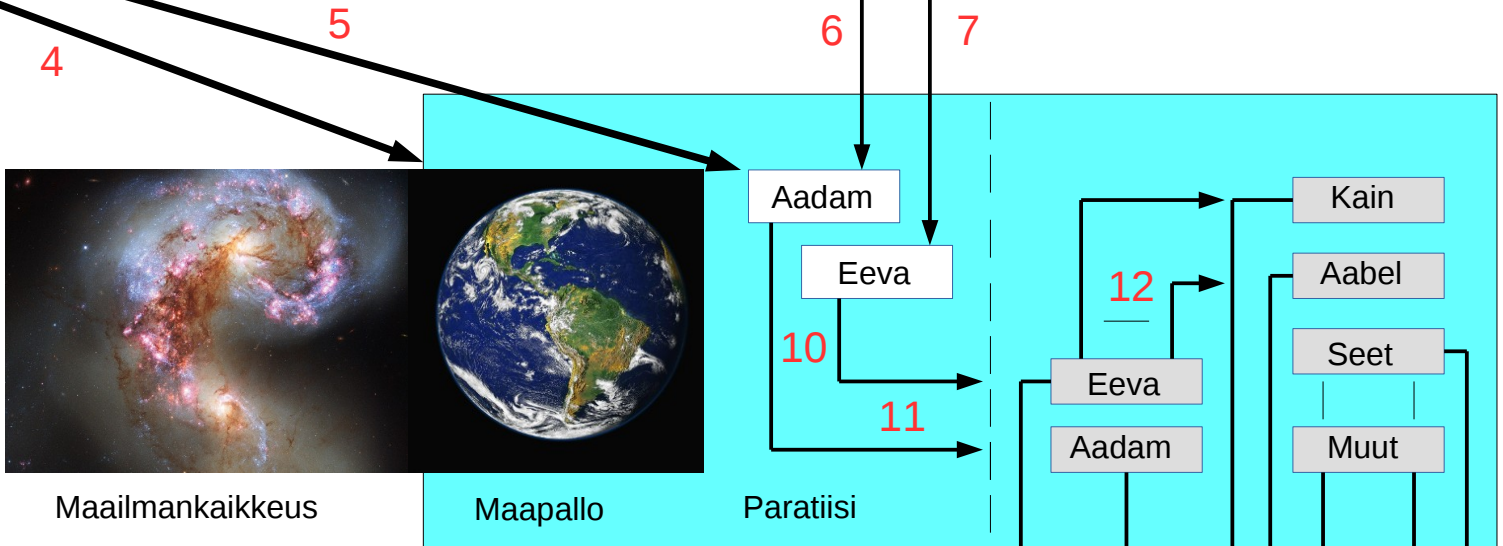 5
6
7
4
Aadam
Kain
Eeva
Aabel
12
10
Seet
Eeva
11
Aadam
Muut
Maailmankaikkeus
Maapallo
Paratiisi